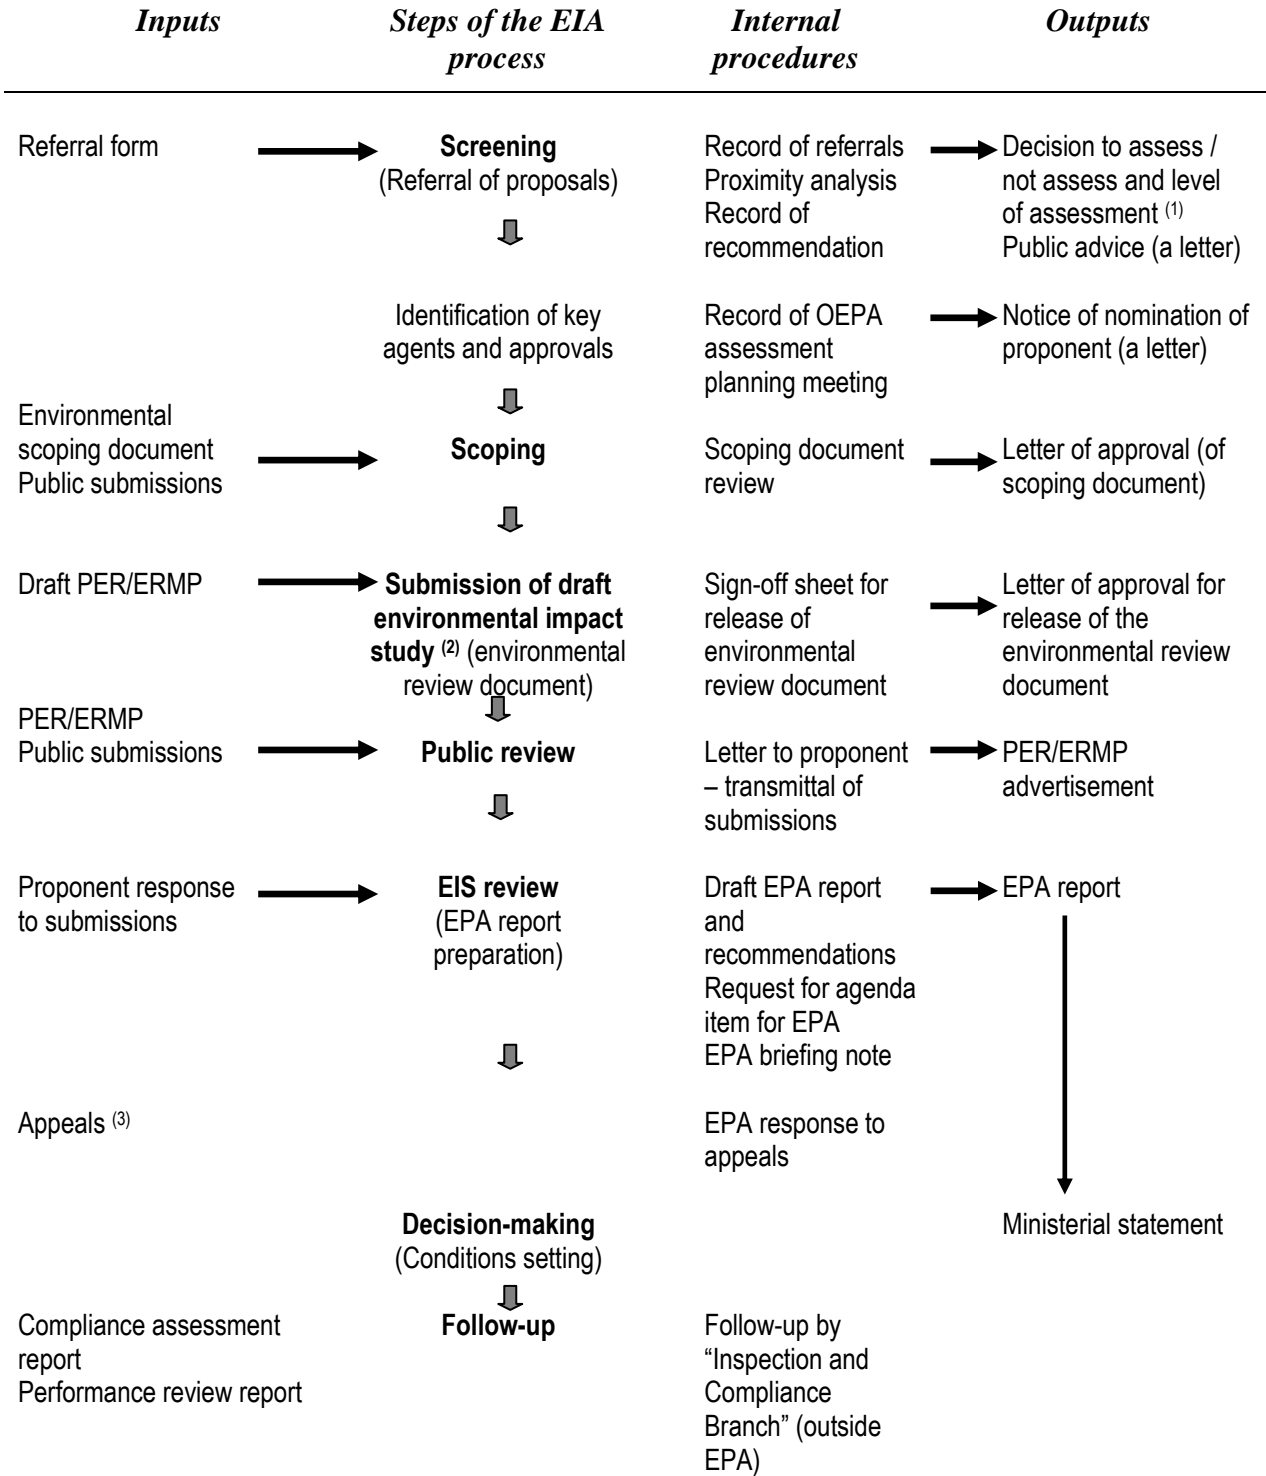 Inputs
Steps of the EIA
process
Internal
procedures
Outputs
Referral form
Screening
(Referral of proposals)
Record of referrals
Proximity analysis
Record of
recommendation
Decision to assess /
not assess and level
of assessment (1)
Public advice (a letter)
Identification of key
agents and approvals
Record of OEPA
assessment
planning meeting
Notice of nomination of
proponent (a letter)
Environmental
scoping document
Public submissions
Scoping
Scoping document
review
Letter of approval (of
scoping document)
Draft PER/ERMP
Submission of draft
environmental impact
study (2) (environmental
review document)
Sign-off sheet for
release of
environmental
review document
Letter of approval for
release of the
environmental review
document
PER/ERMP
Public submissions
Public review
Letter to proponent
– transmittal of
submissions
PER/ERMP
advertisement
Proponent response
to submissions
EIS review
(EPA report
preparation)
Draft EPA report
and
recommendations
Request for agenda
item for EPA
EPA briefing note
EPA report
Appeals (3)
EPA response to
appeals
Decision-making
(Conditions setting)
Ministerial statement
Compliance assessment
report
Performance review report
Follow-up
Follow-up by
“Inspection and
Compliance
Branch” (outside
EPA)